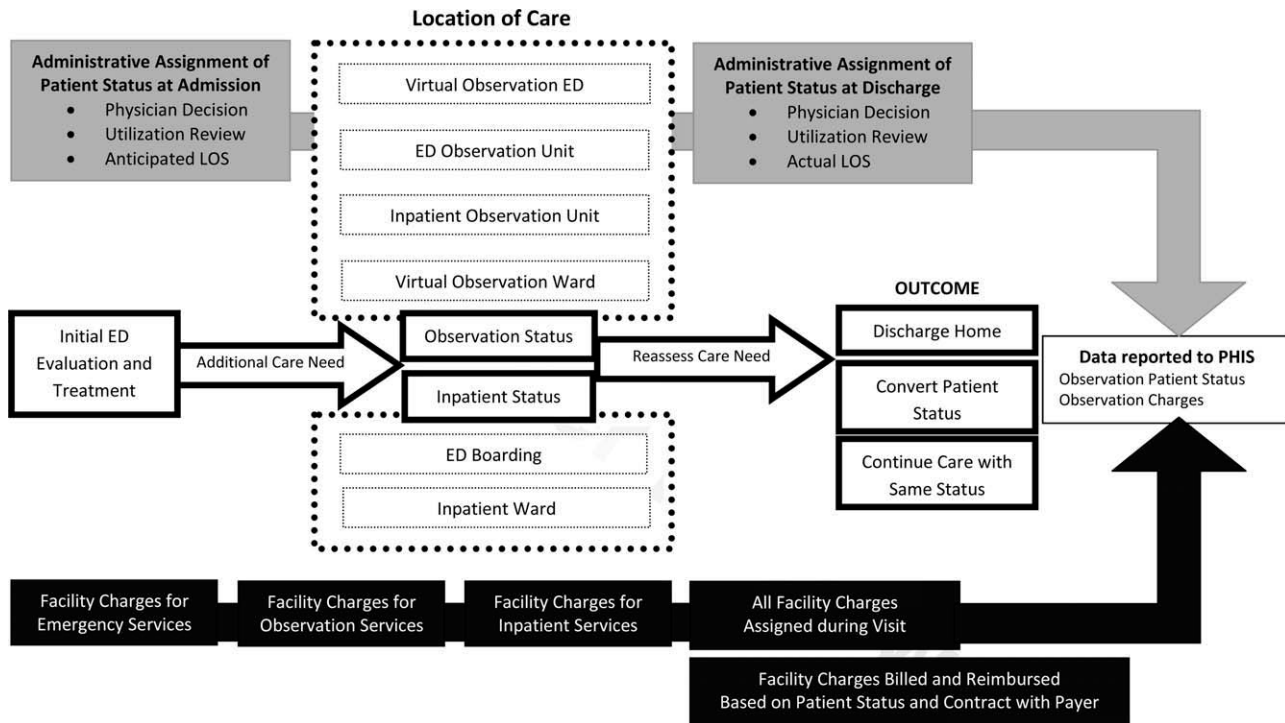 Location of Care
Administrative Assignment of
Patient Status at Admission
• Physician Decision
• Utilization Review
• Anticipated LOS
Virtual Observation ED
ED Observation Unit
Inpatient Observation Unit
Virtual Observation Ward
Administrative Assignment of
Patient Status at Discharge
• Physician Decision
• Utilization Review
• Actual LOS
Initial ED
Evaluation and
Treatment
Additional Care Need
Observation Status
Inpatient Status
Reassess Care Need
OUTCOME
Discharge Home
Convert Patient
Status
Continue Care with
Same Status
Data reported to PHIS
Observation Patient Status
Observation Charges
ED Boarding
Inpatient Ward
Facility Charges for
Emergency Services
Facility Charges for
Observation Services
Facility Charges for
Inpatient Services
All Facility Charges
Assigned during Visit
Facility Charges Billed and Reimbursed
Based on Patient Status and Contract with Payer